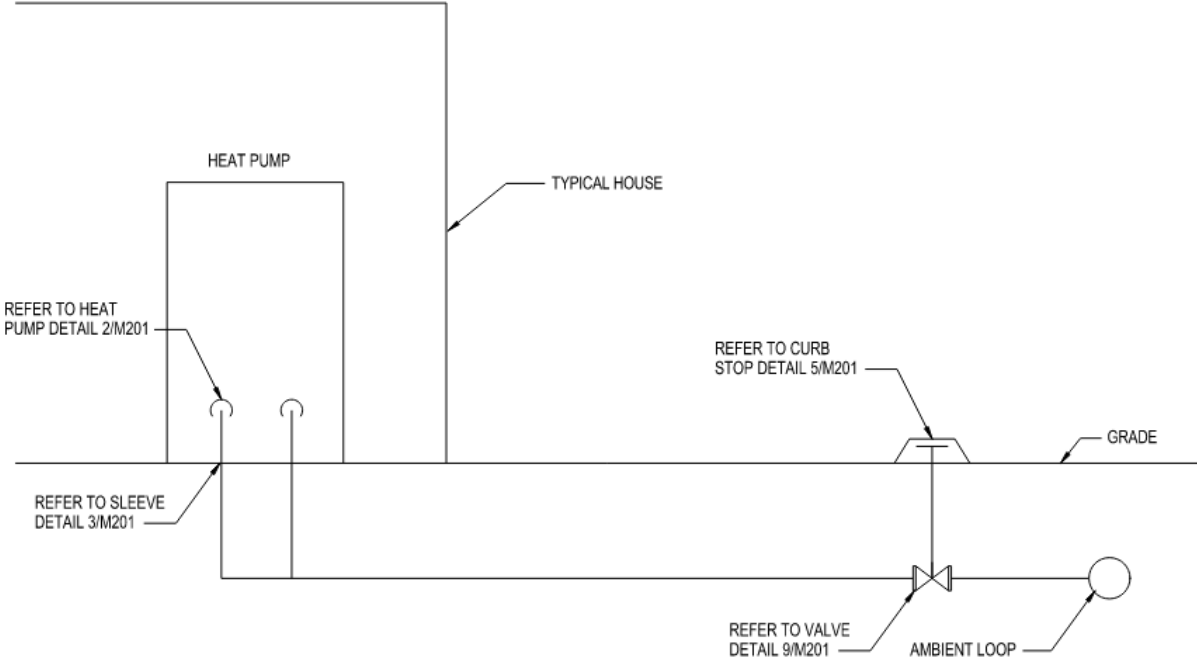 HEAT PUMP
TYPICAL HOUSE
REFER TO HEAT
PUMP DETAIL 2/M201
REFER TO CURB
STOP DETAIL 5/M201
GRADE
REFER TO SLEEVE
DETAIL 3/M201
REFER TO VALVE
DETAIL 9/M201
AMBIENT LOOP